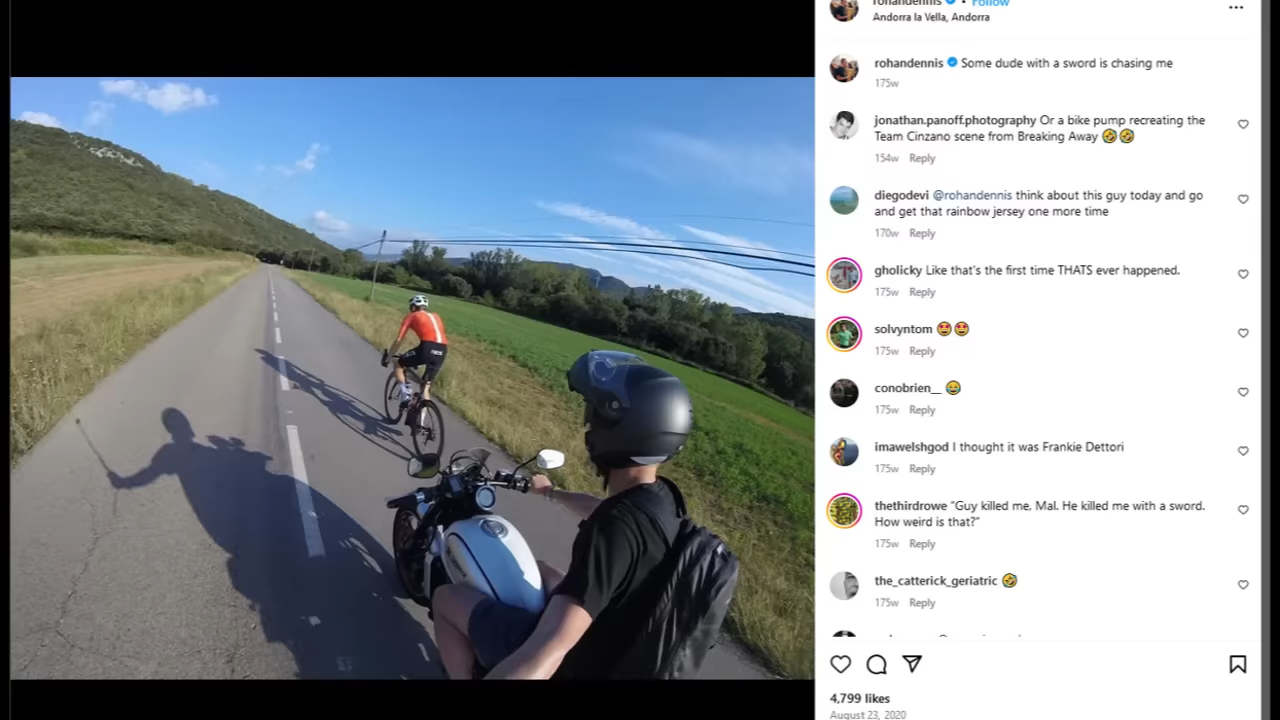 rohandennis • Follow
Andorra la Vella, Andorra
rohandennis Some dude with a sword is chasing me
175w
jonathan.panoff.photography Or a bike pump recreating the
Team Cinzano scene from Breaking Away 🤣🤣
154w Reply
diegodevi @rohandennis think about this guy today and go
and get that rainbow jersey one more time
170w Reply
gholicky Like that's the first time THATS ever happened.
175w Reply
solvyntom 🤩🤩
175w Reply
conobrien__ 😂
175w Reply
imawelshgod I thought it was Frankie Dettori
175w Reply
thethirdrowe "Guy killed me, Mal. He killed me with a sword.
How weird is that?"
175w Reply
the_catterick_geriatric 🤣
175w Reply
4,799 likes
August 23, 2020